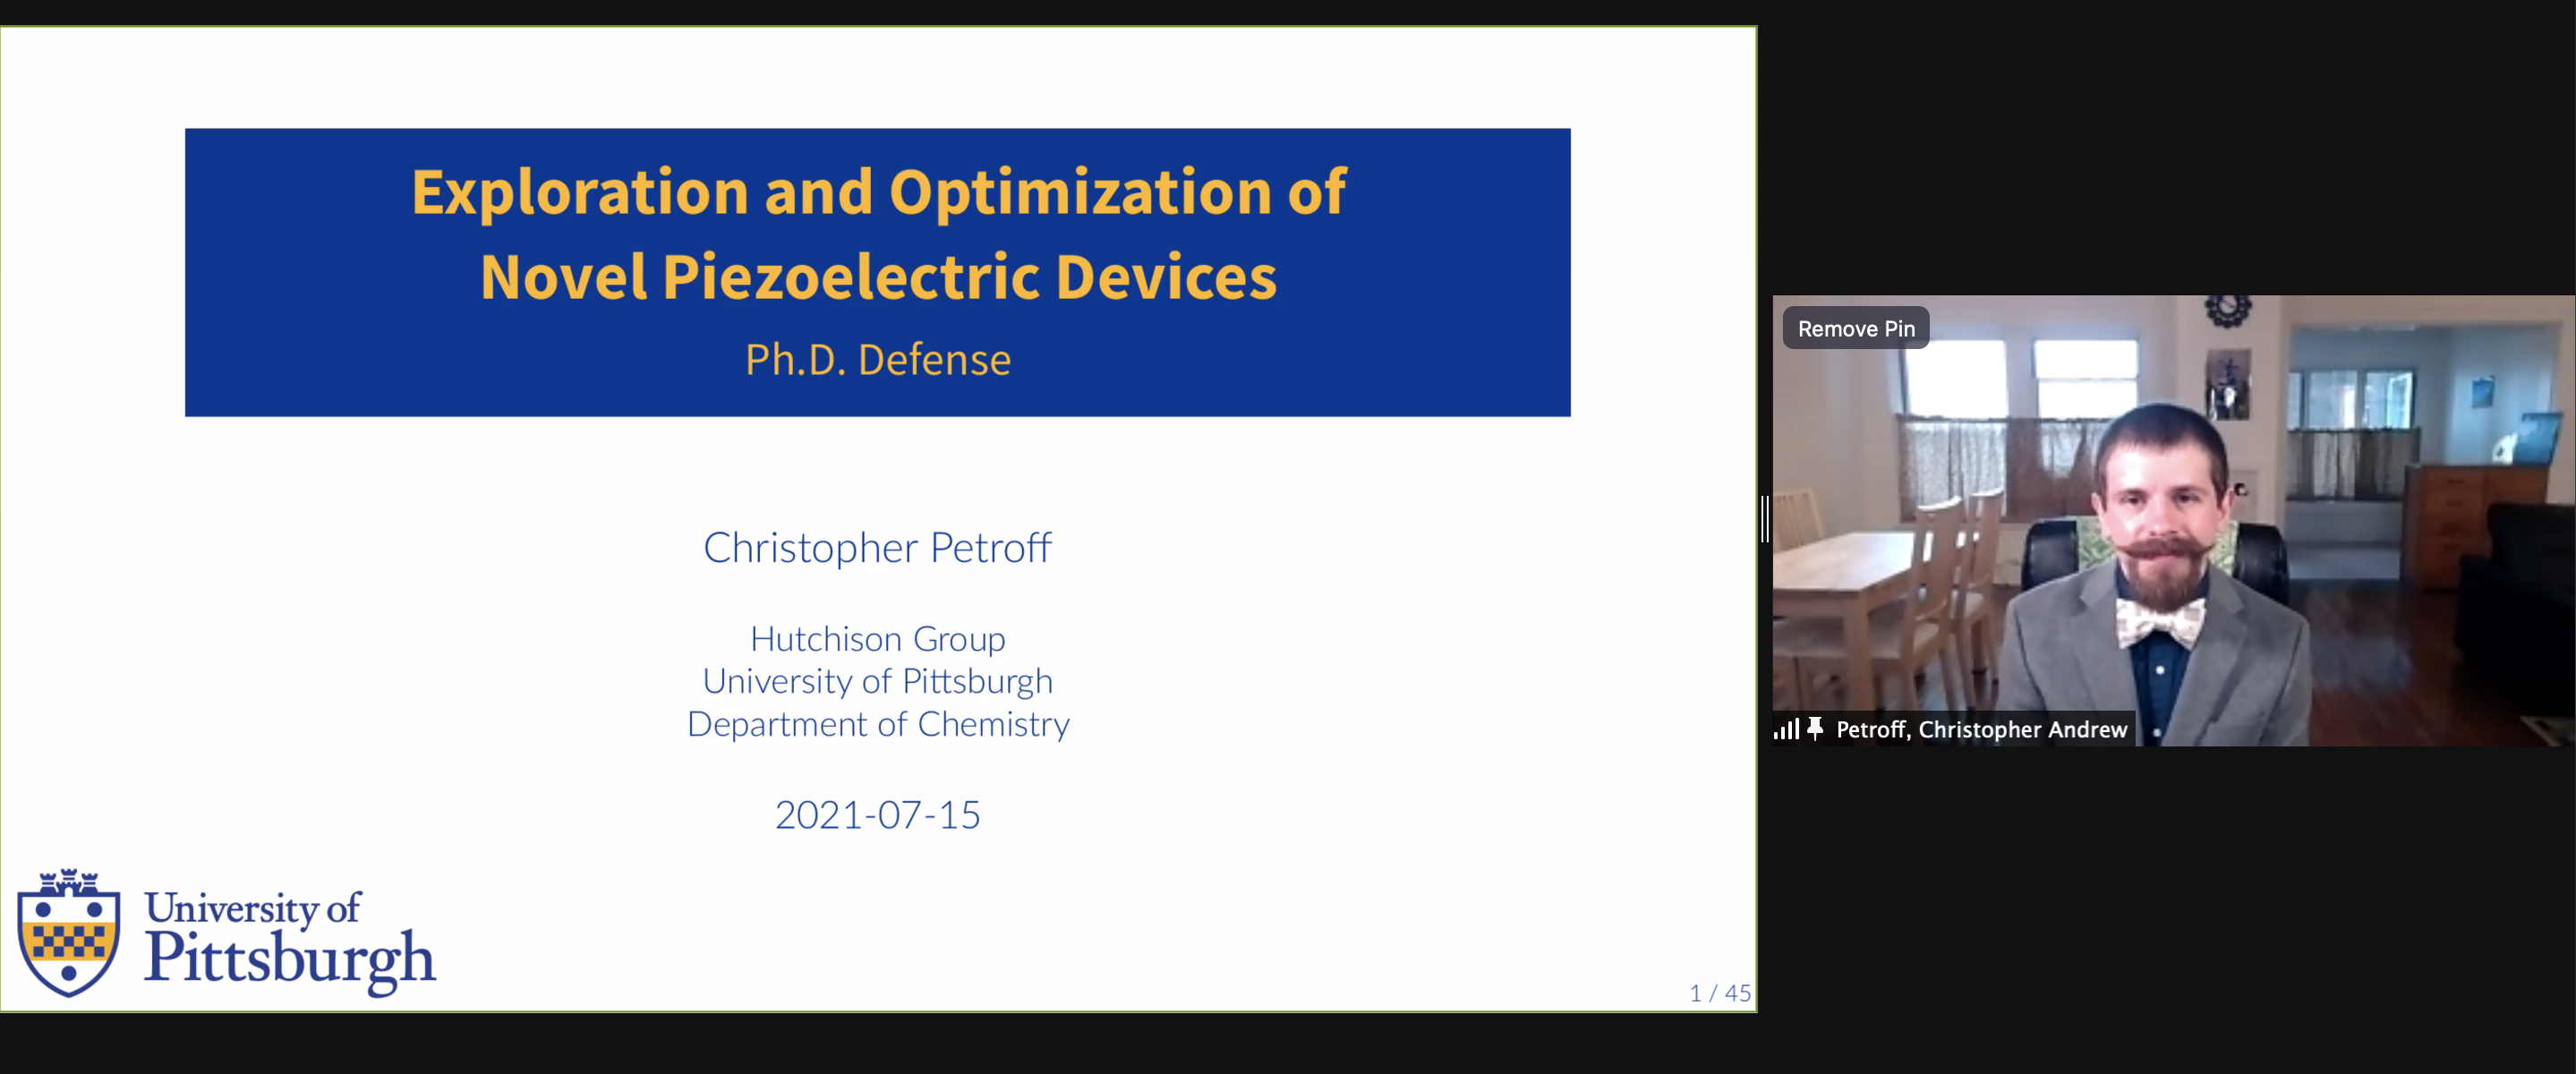 Exploration and Optimization of
Novel Piezoelectric Devices
Ph.D. Defense
Christopher Petroff
Hutchison Group
University of Pittsburgh
Department of Chemistry
2021-07-15
University of
Pittsburgh
1 / 45
Remove Pin
Petroff, Christopher Andrew